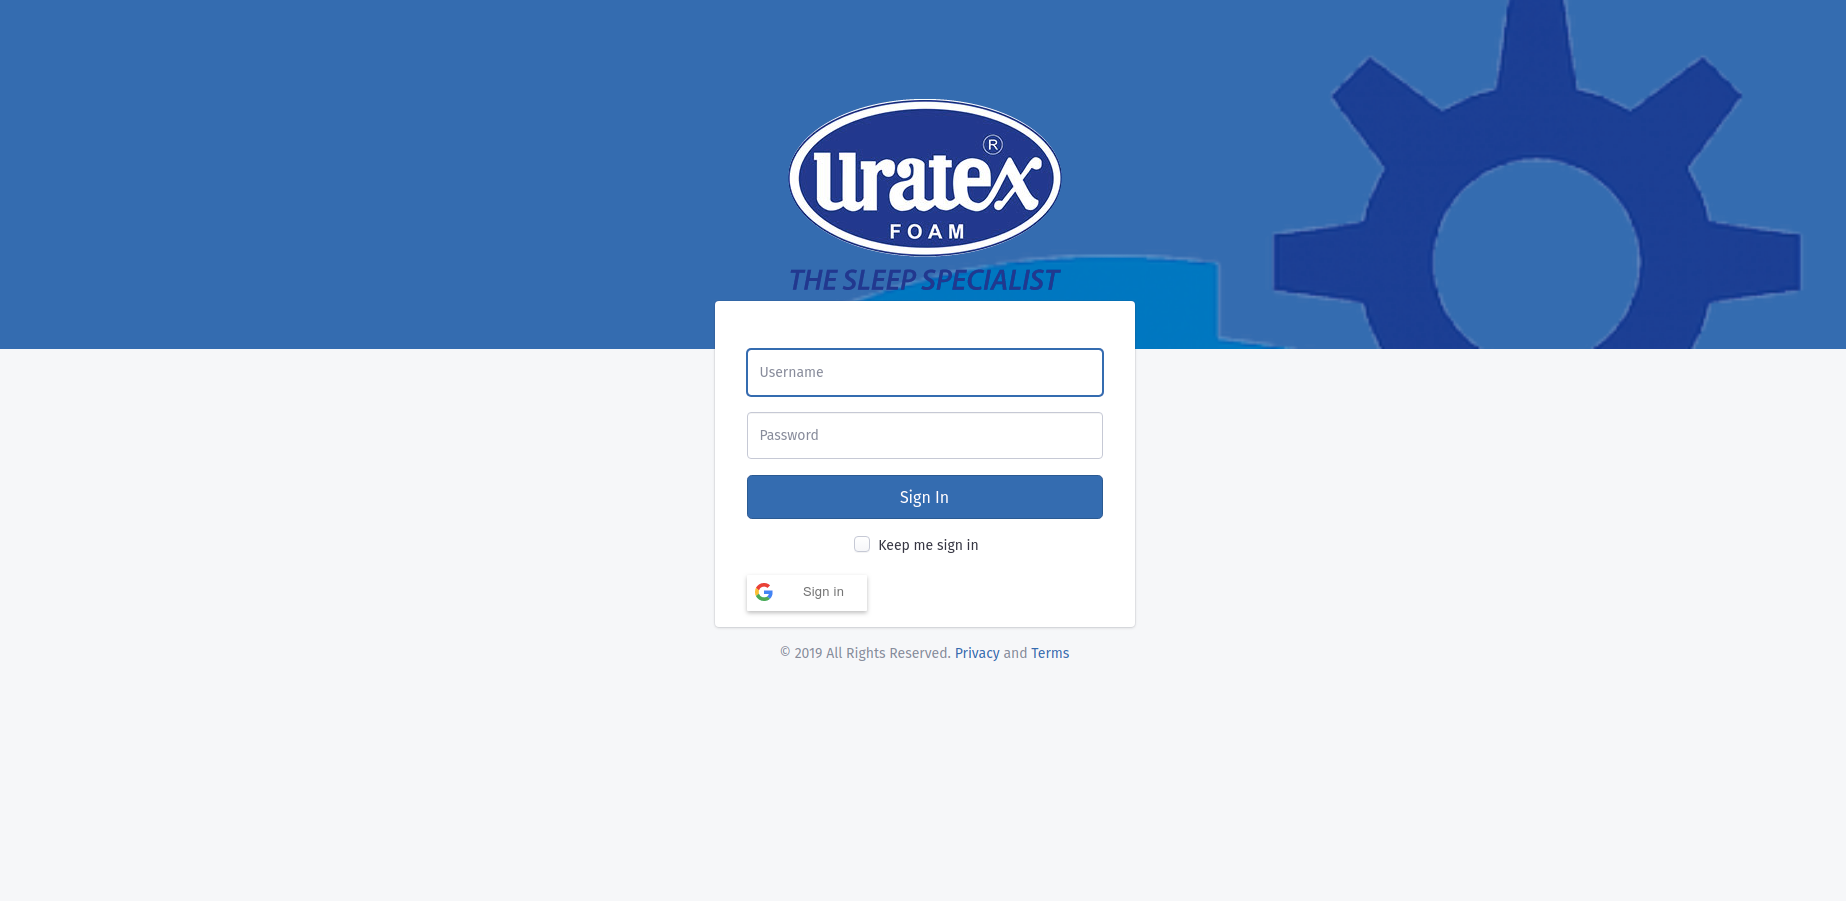 uratex ®
FOAM
THE SLEEP SPECIALIST
Username
Password
Sign In
Keep me sign in
Sign in
© 2019 All Rights Reserved. Privacy and Terms